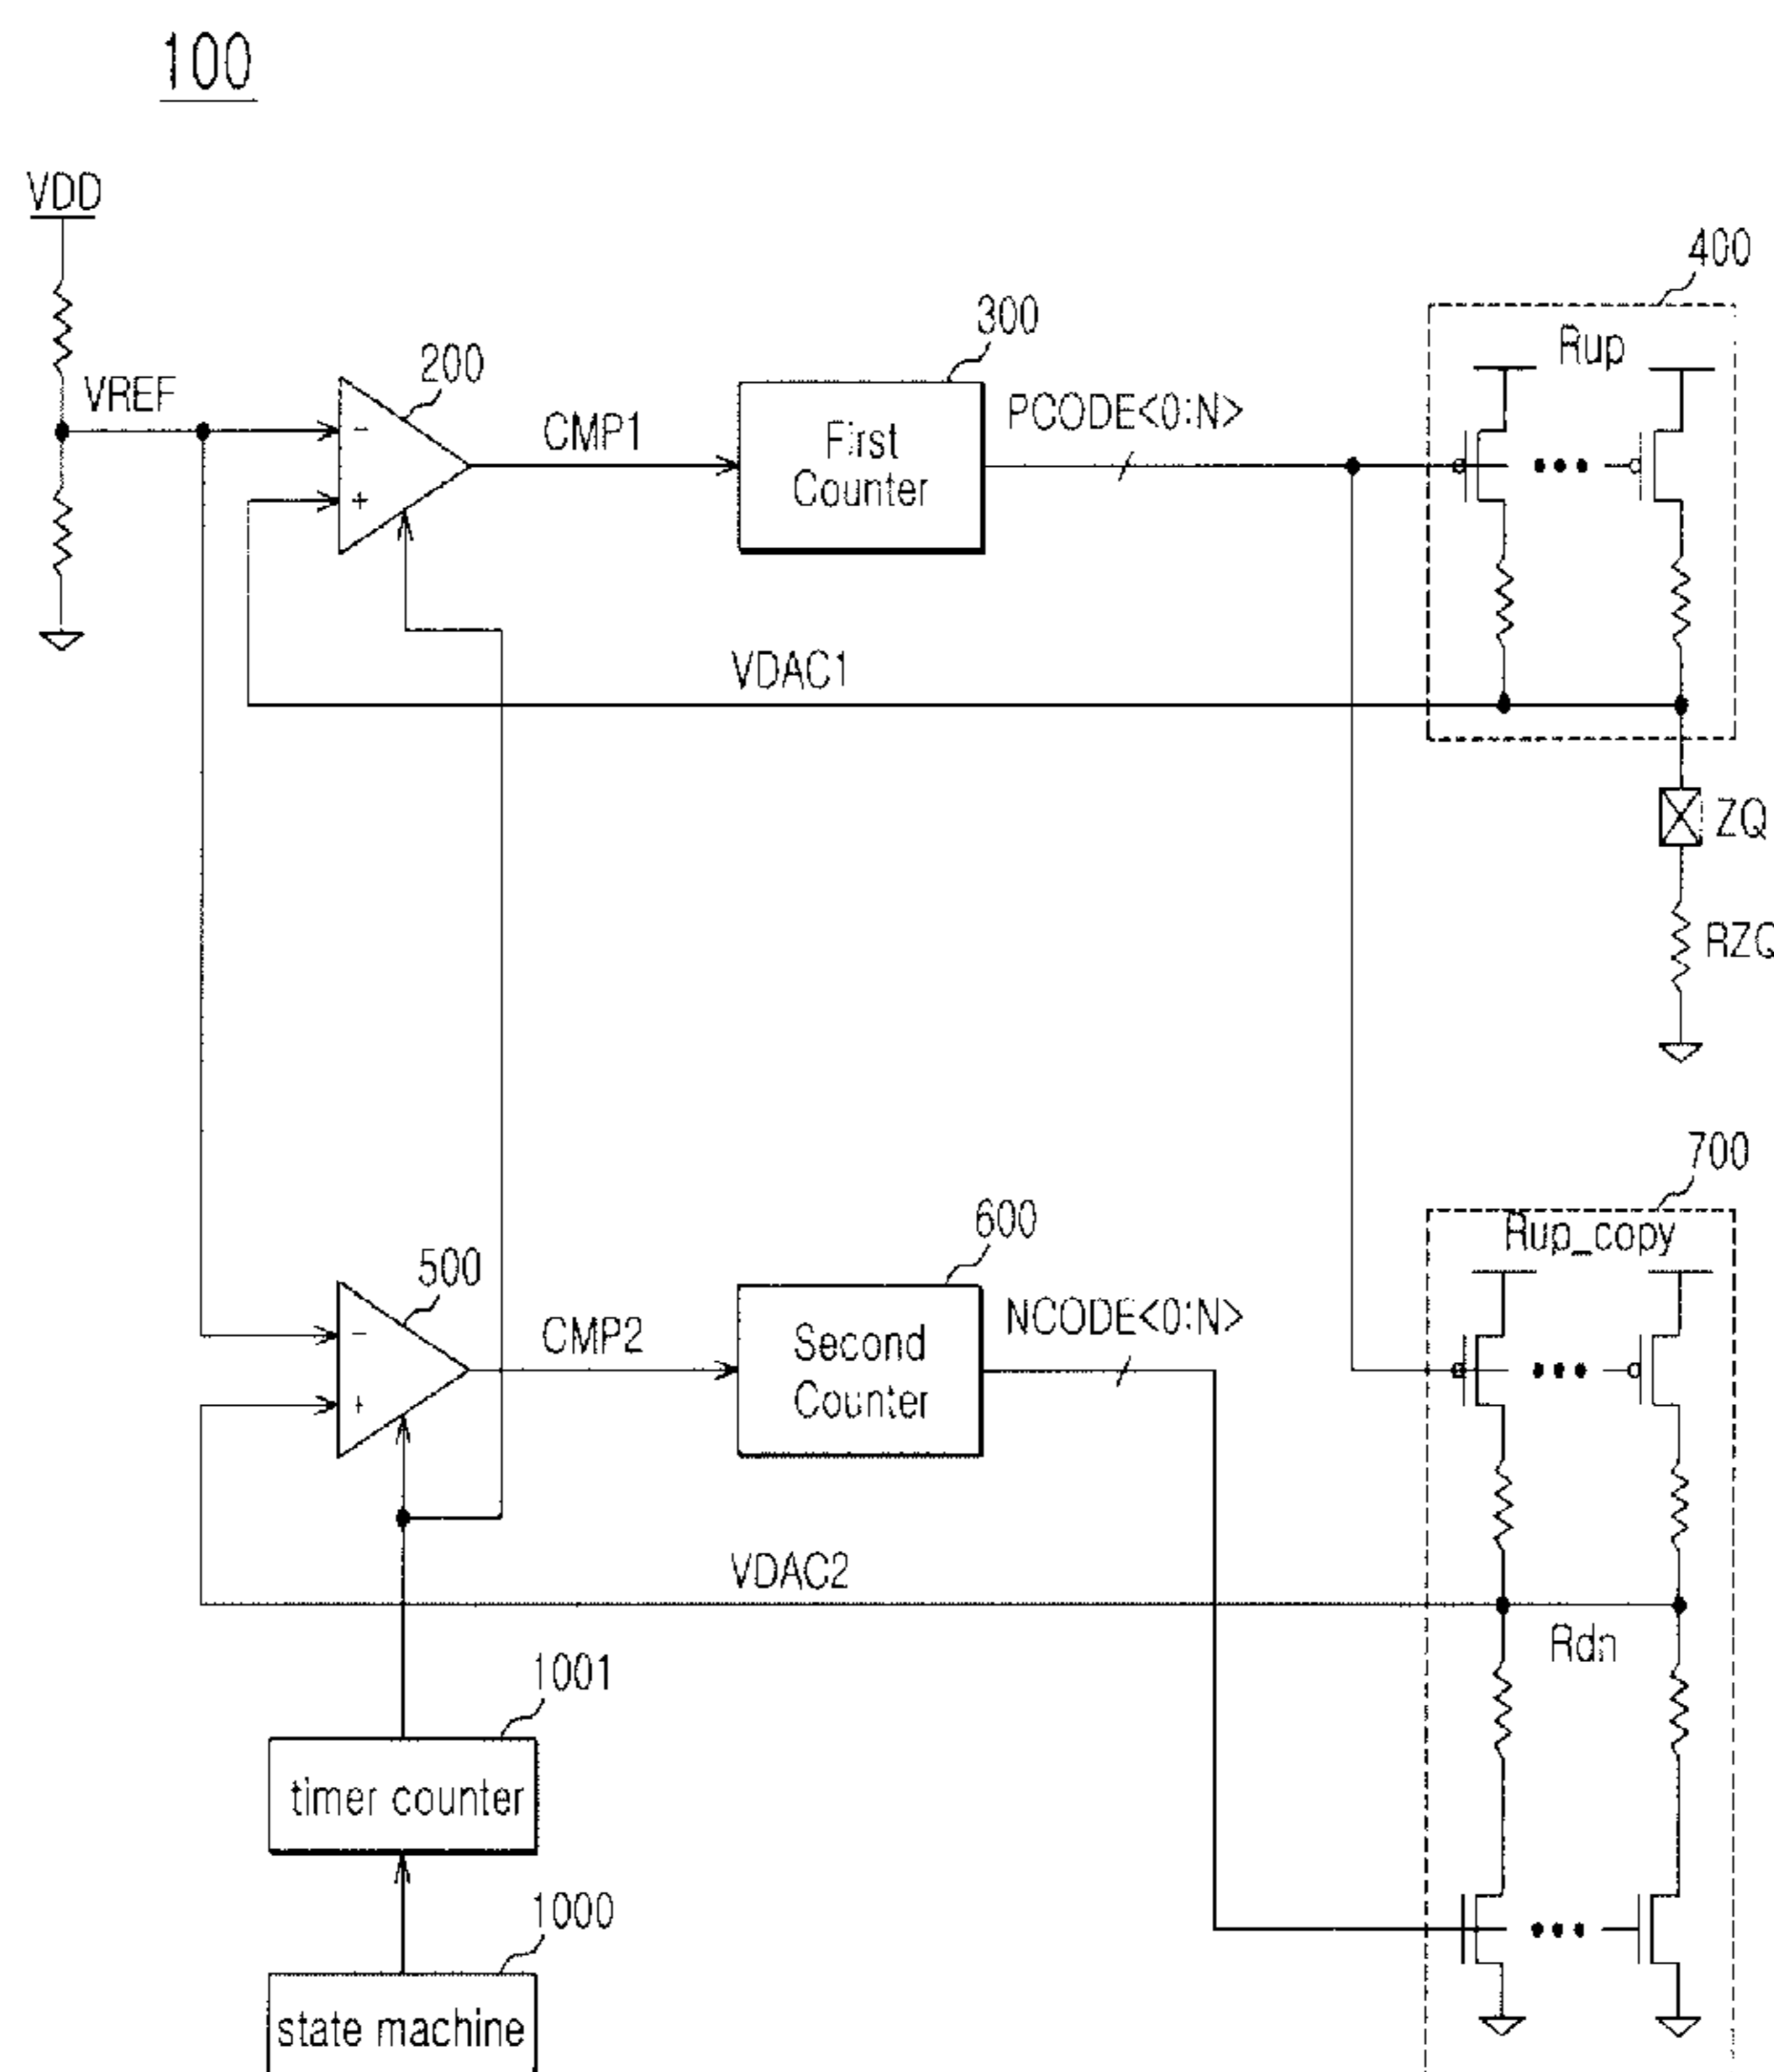 100
VDD
VREF
200
CMP1
300
First
Counter
PCODE<0:N>
400
Rup
-
+
VDAC1
ZQ
RZQ
500
CMP2
600
Second
Counter
NCODE<0:N>
700
Rup_copy
-
+
VDAC2
Rdn
1001
timer counter
1000
state machine